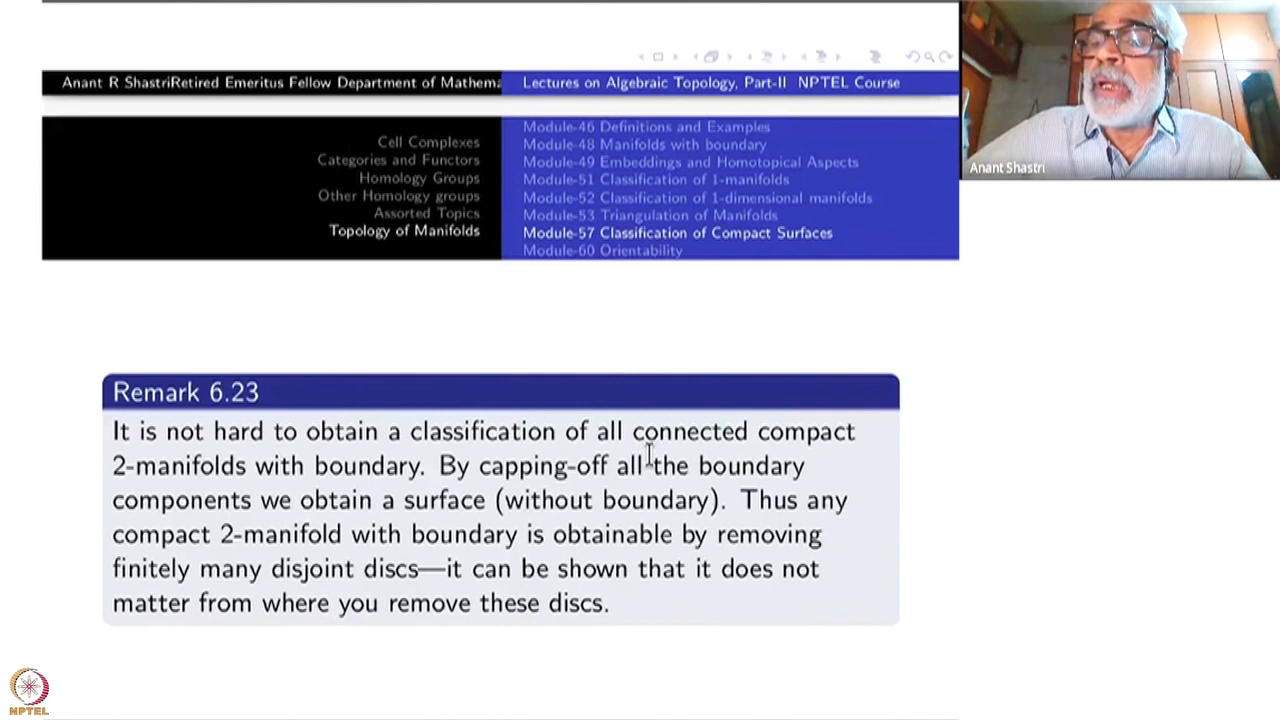 Anant R ShastriRetired Emeritus Fellow Department of Mathema
Lectures on Algebraic Topology, Part-II NPTEL Course
Cell Complexes
Categories and Functors
Homology Groups
Other Homology groups
Assorted Topics
Topology of Manifolds
Module-46 Definitions and Examples
Module-48 Manifolds with boundary
Module-49 Embeddings and Homotopical Aspects
Module-51 Classification of 1-manifolds
Module-52 Classification of 1-dimensional manifolds
Module-53 Triangulation of Manifolds
Module-57 Classification of Compact Surfaces
Module-60 Orientability
Anant Shastri
Remark 6.23
It is not hard to obtain a classification of all connected compact
2-manifolds with boundary. By capping-off all the boundary
components we obtain a surface (without boundary). Thus any
compact 2-manifold with boundary is obtainable by removing
finitely many disjoint discs—it can be shown that it does not
matter from where you remove these discs.
NPTEL